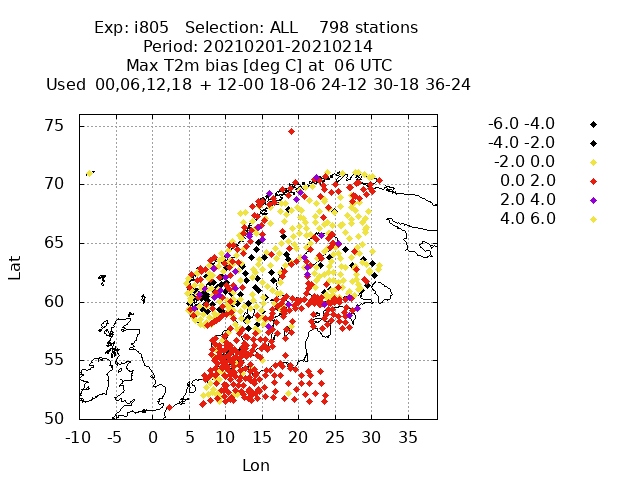 Exp: i805 Selection: ALL 798 stations
Period: 20210201-20210214
Max T2m bias [deg C] at 06 UTC
Used 00,06,12,18 + 12-00 18-06 24-12 30-18 36-24
-6.0 -4.0
-4.0 -2.0
-2.0 0.0
0.0 2.0
2.0 4.0
4.0 6.0
75
70
65
60
55
50
Lat
-10 -5 0 5 10 15 20 25 30 35
Lon